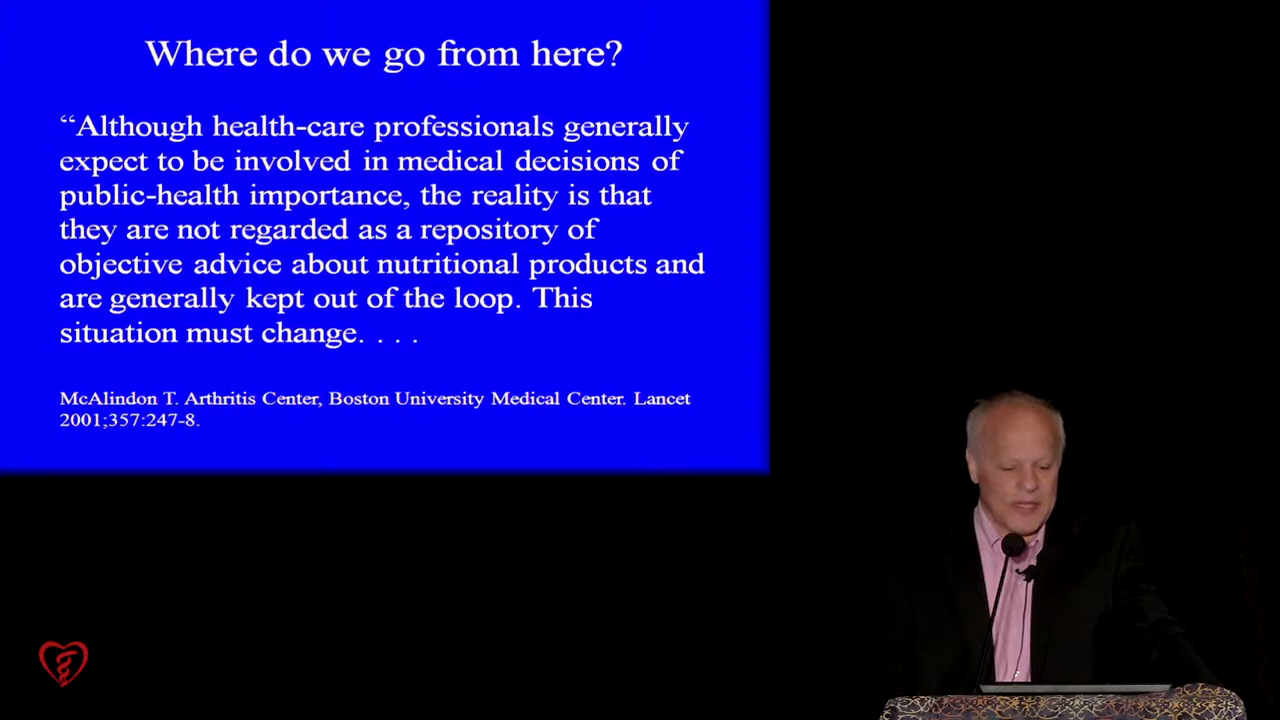 Where do we go from here?
“Although health-care professionals generally
expect to be involved in medical decisions of
public-health importance, the reality is that
they are not regarded as a repository of
objective advice about nutritional products and
are generally kept out of the loop. This
situation must change. . . .
McAlindon T. Arthritis Center, Boston University Medical Center. Lancet
2001;357:247-8.